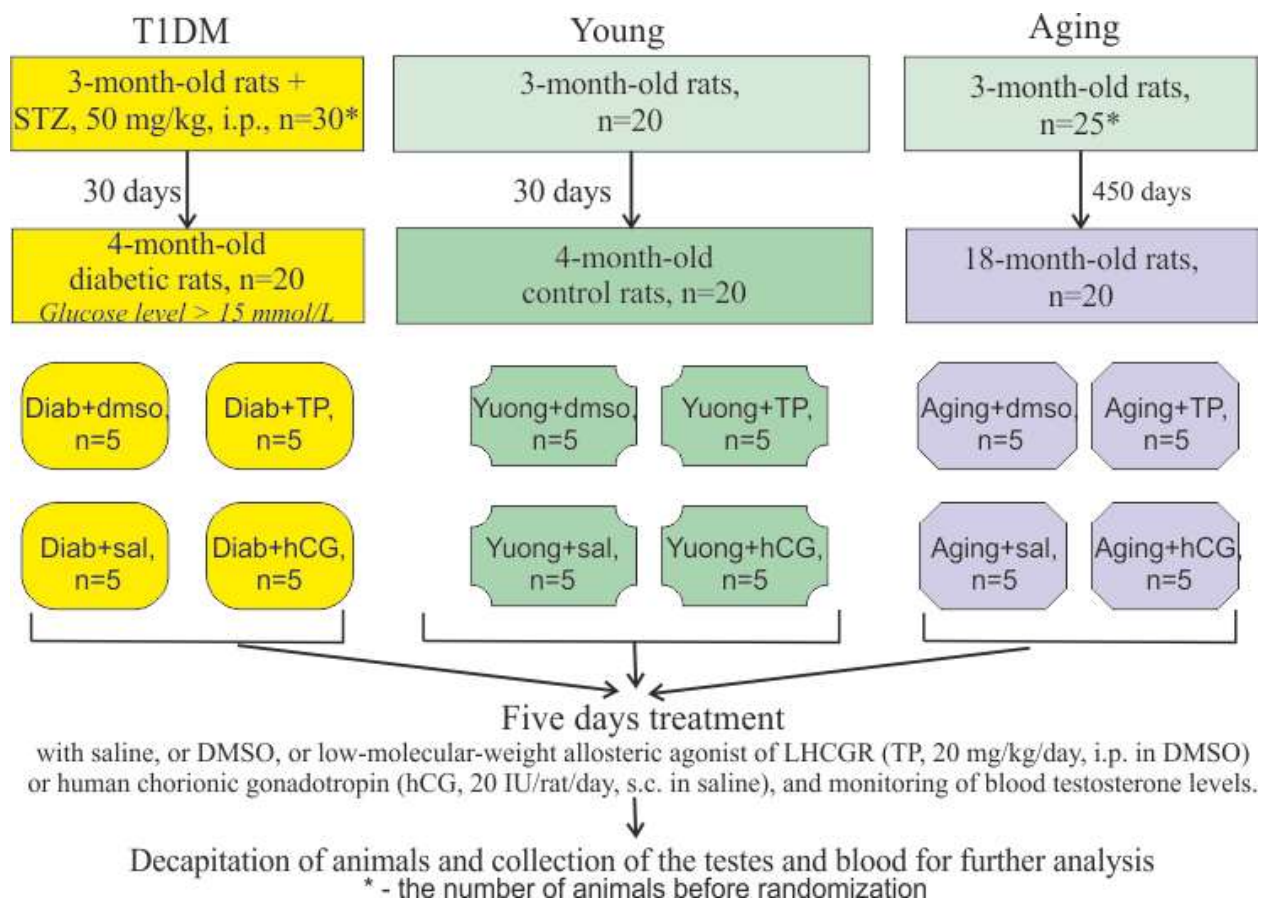 T1DM
Young
Aging
3-month-old rats +
STZ, 50 mg/kg, i.p., n=30*
3-month-old rats,
n=20
3-month-old rats,
n=25*
30 days
30 days
450 days
4-month-old
diabetic rats, n=20
Glucose level > 15 mmol/L
4-month-old
control rats, n=20
18-month-old rats,
n=20
Diab+dmso,
n=5
Diab+TP,
n=5
Yuong+dmso,
n=5
Yuong+TP,
n=5
Aging+dmso,
n=5
Aging+TP,
n=5
Diab+sal,
n=5
Diab+hCG,
n=5
Yuong+sal,
n=5
Yuong+hCG,
n=5
Aging+sal,
n=5
Aging+hCG,
n=5
Five days treatment
with saline, or DMSO, or low-molecular-weight allosteric agonist of LHCGR (TP, 20 mg/kg/day, i.p. in DMSO)
or human chorionic gonadotropin (hCG, 20 IU/rat/day, s.c. in saline), and monitoring of blood testosterone levels.
Decapitation of animals and collection of the testes and blood for further analysis
* - the number of animals before randomization